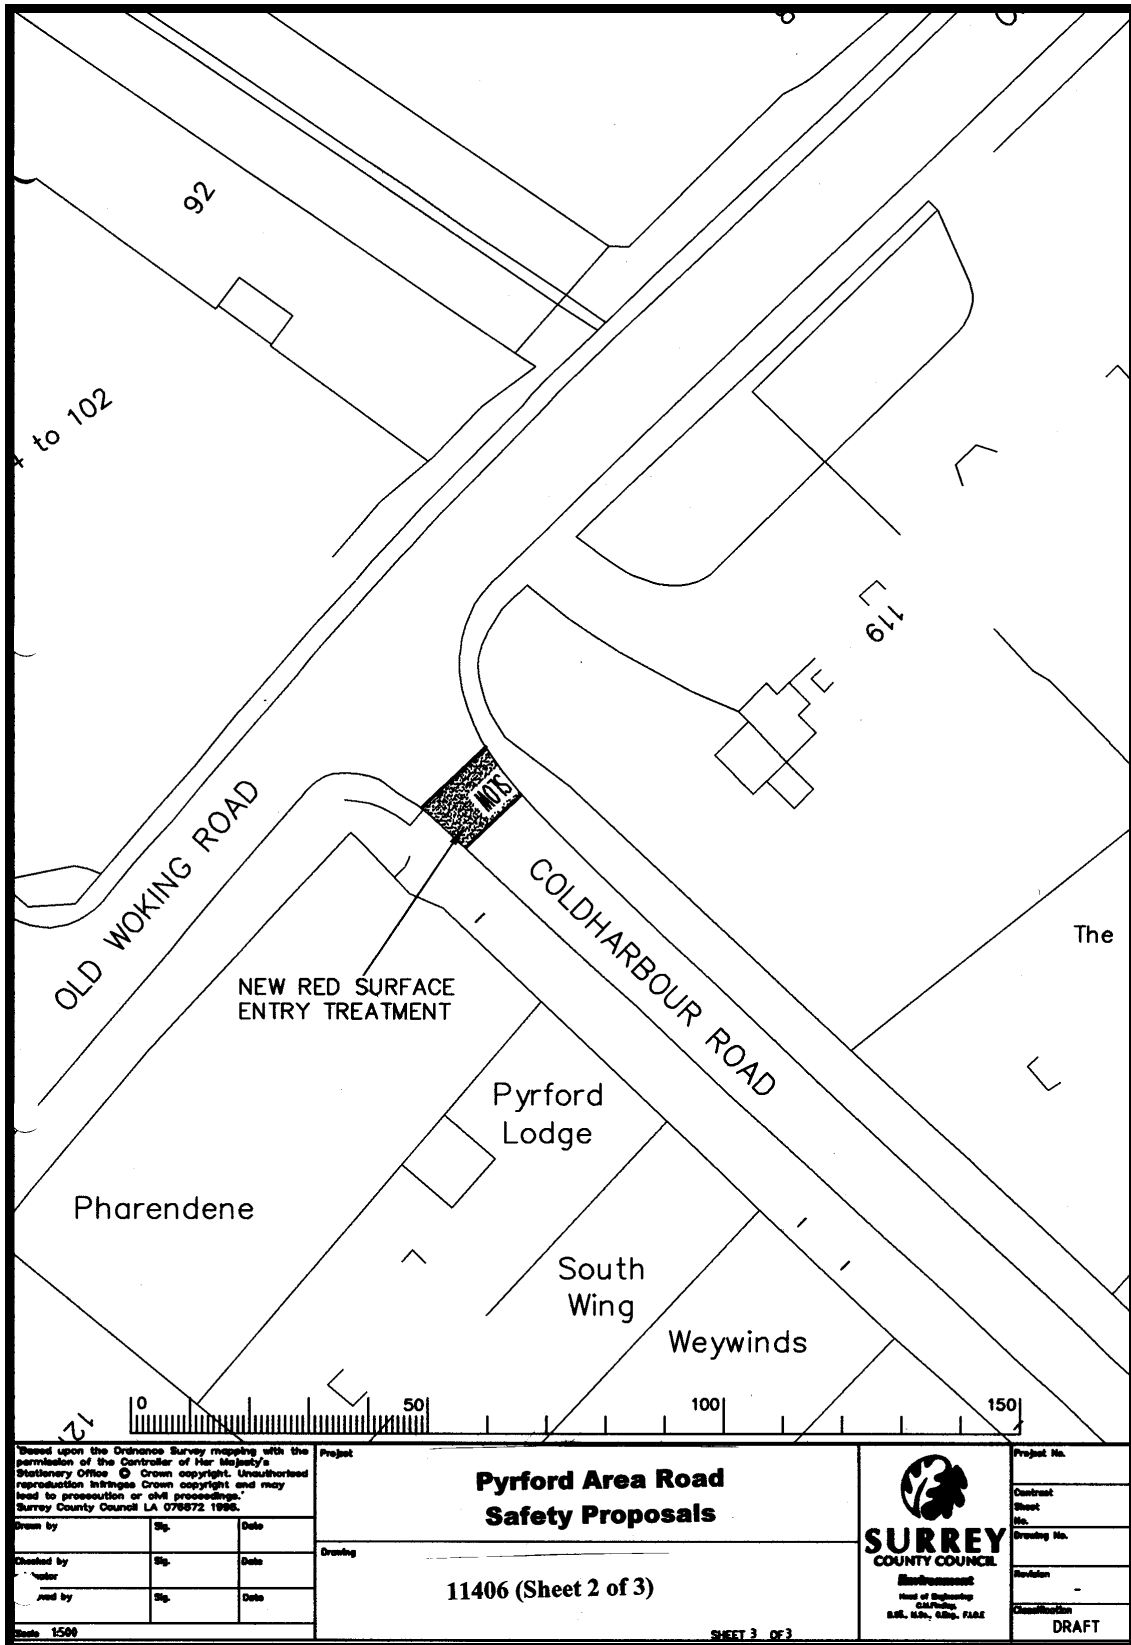 92
to 102
119
SLOW
OLD WOKING ROAD
COLDHARBOUR ROAD
The
NEW RED SURFACE
ENTRY TREATMENT
Pyrford
Lodge
Pharendene
South
Wing
Weywinds
0
50
100
150
"Based upon the Ordnance Survey mapping with the
permission of the Controller of Her Majesty's
Stationery Office © Crown copyright. Unauthorised
reproduction infringes Crown copyright and may
lead to prosecution or civil proceedings."
Surrey County Council LA 076872 1996.
Drawn by
Sig.
Date
Checked by
Sig.
Date
Sig.
Date
Scale 1:500
Project
Pyrford Area Road
Safety Proposals
Drawing
11406 (Sheet 2 of 3)
SHEET 3 OF 3
SURREY
COUNTY COUNCIL
Environment
Head of Engineering
Project No.
Contract
Sheet
No.
Drawing No.
Revision
-
Classification
DRAFT